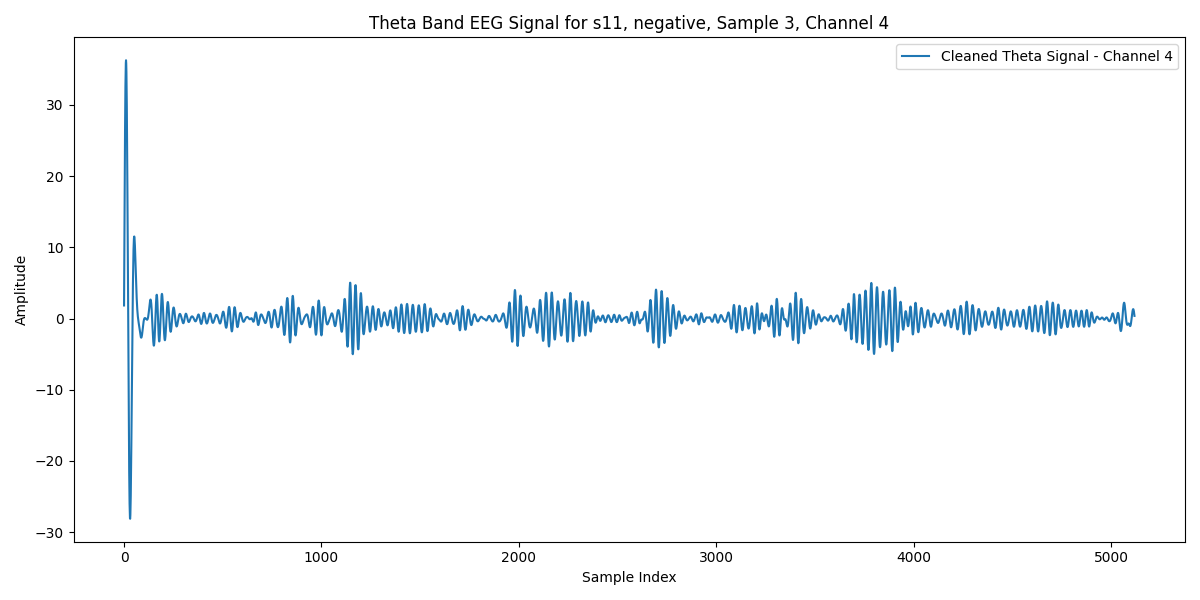 Theta Band EEG Signal for s11, negative, Sample 3, Channel 4
Cleaned Theta Signal - Channel 4
Amplitude
30
20
10
0
−10
−20
−30
0 1000 2000 3000 4000 5000
Sample Index